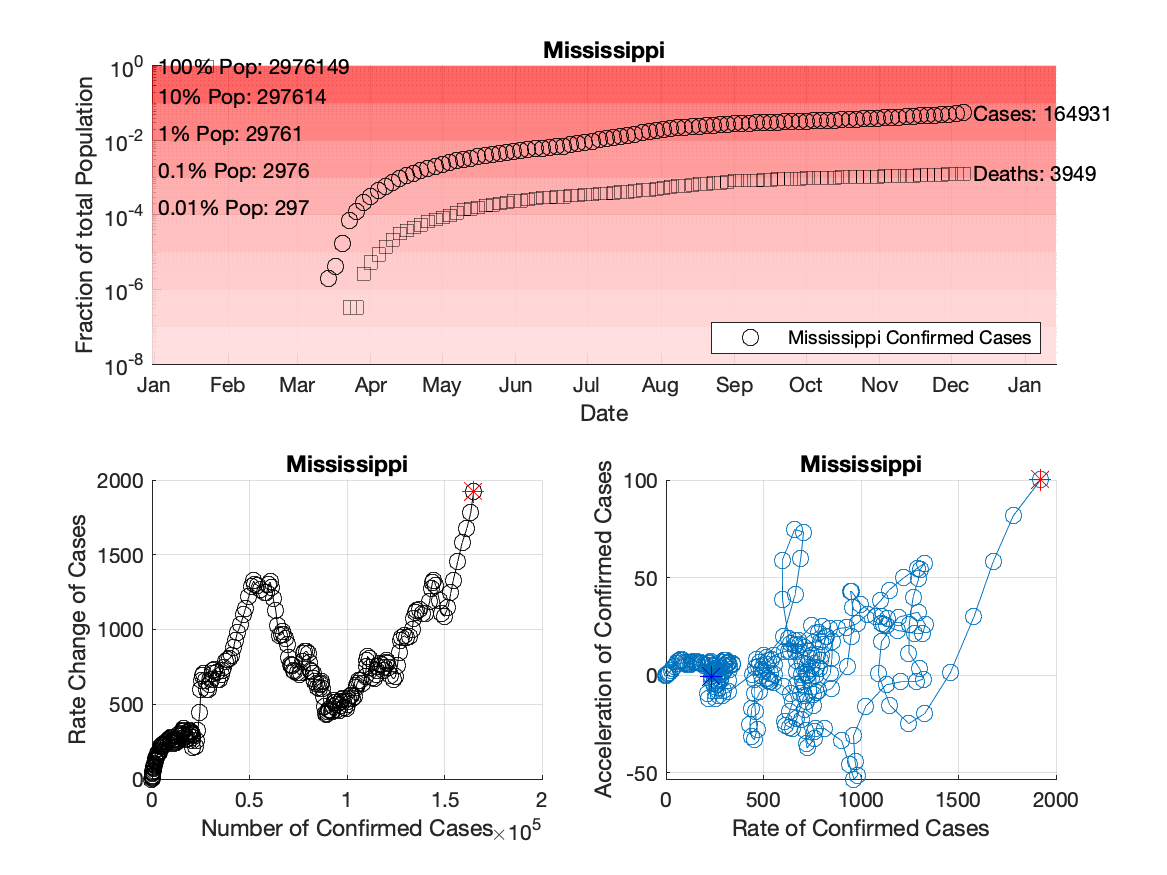 Mississippi
Fraction of total Population
10^0
10^-2
10^-4
10^-6
10^-8
100% Pop: 2976149
10% Pop: 297614
1% Pop: 29761
0.1% Pop: 2976
0.01% Pop: 297
Cases: 164931
Deaths: 3949
Mississippi Confirmed Cases
Jan Feb Mar Apr May Jun Jul Aug Sep Oct Nov Dec Jan
Date
Mississippi
Rate Change of Cases
2000
1500
1000
500
0
0 0.5 1 1.5 2
Number of Confirmed Cases ×10^5
Mississippi
Acceleration of Confirmed Cases
100
50
0
-50
0 500 1000 1500 2000
Rate of Confirmed Cases